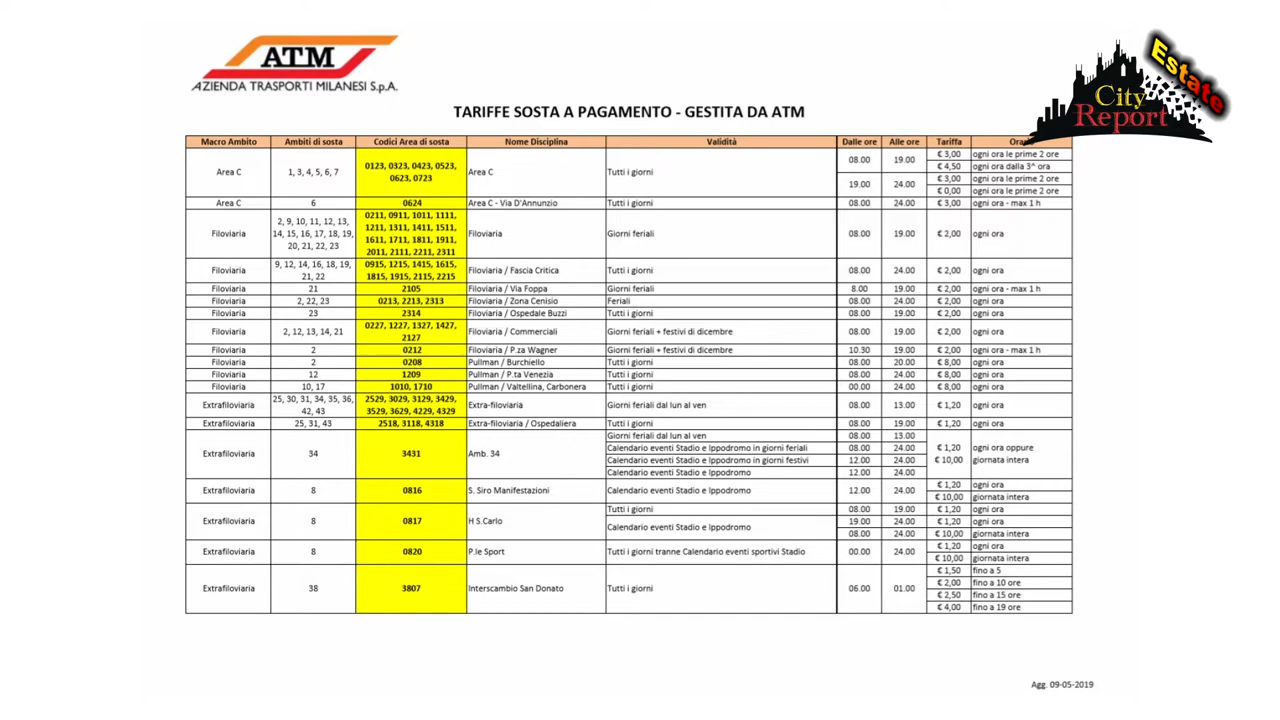 ATM
AZIENDA TRASPORTI MILANESI S.p.A.
Estate
City
Report
TARIFFE SOSTA A PAGAMENTO - GESTITA DA ATM
Macro Ambito Ambiti di sosta Codici Area di sosta Nome Disciplina Validità Dalle ore Alle ore Tariffa
Area C 1, 3, 4, 5, 6, 7 0123, 0323, 0423, 0523, 0623, 0723 Area C Tutti i giorni 08.00 19.00 € 3,00 ogni ora le prime 2 ore
€ 4,50 ogni ora dalla 3^ ora
19.00 24.00 € 3,00 ogni ora le prime 2 ore
€ 0,00 ogni ora le prime 2 ore
Area C 6 0624 Area C - Via D'Annunzio Tutti i giorni 08.00 24.00 € 3,00 ogni ora - max 1 h
Filoviaria 2, 9, 10, 11, 12, 13, 14, 15, 16, 17, 18, 19, 20, 21, 22, 23 0211, 0911, 1011, 1111, 1211, 1311, 1411, 1511, 1611, 1711, 1811, 1911, 2011, 2111, 2211, 2311 Filoviaria Giorni feriali 08.00 19.00 € 2,00 ogni ora
Filoviaria 9, 12, 14, 16, 18, 19, 21, 22 0915, 1215, 1415, 1615, 1815, 1915, 2115, 2215 Filoviaria / Fascia Critica Tutti i giorni 08.00 24.00 € 2,00 ogni ora
Filoviaria 21 2105 Filoviaria / Via Foppa Giorni feriali 8.00 19.00 € 2,00 ogni ora - max 1 h
Filoviaria 2, 22, 23 0213, 2213, 2313 Filoviaria / Zona Cenisio Feriali 08.00 24.00 € 2,00 ogni ora
Filoviaria 23 2314 Filoviaria / Ospedale Buzzi Tutti i giorni 08.00 19.00 € 2,00 ogni ora
Filoviaria 2, 12, 13, 14, 21 0227, 1227, 1327, 1427, 2127 Filoviaria / Commerciali Giorni feriali + festivi di dicembre 08.00 19.00 € 2,00 ogni ora
Filoviaria 2 0212 Filoviaria / P.za Wagner Giorni feriali + festivi di dicembre 10.30 19.00 € 2,00 ogni ora - max 1 h
Filoviaria 2 0208 Pullman / Burchiello Tutti i giorni 08.00 20.00 € 8,00 ogni ora
Filoviaria 12 1209 Pullman / P.ta Venezia Tutti i giorni 08.00 24.00 € 8,00 ogni ora
Filoviaria 10, 17 1010, 1710 Pullman / Valtellina, Carbonera Tutti i giorni 00.00 24.00 € 8,00 ogni ora
Extrafiloviaria 25, 30, 31, 34, 35, 36, 42, 43 2529, 3029, 3129, 3429, 3529, 3629, 4229, 4329 Extra-filoviaria Giorni feriali dal lun al ven 08.00 13.00 € 1,20 ogni ora
Extrafiloviaria 25, 31, 43 2518, 3118, 4318 Extra-filoviaria / Ospedaliera Tutti i giorni 08.00 19.00 € 1,20 ogni ora
Extrafiloviaria 34 3431 Amb. 34 Giorni feriali dal lun al ven 08.00 13.00
Calendario eventi Stadio e Ippodromo in giorni feriali 08.00 24.00 € 1,20 ogni ora oppure
Calendario eventi Stadio e Ippodromo in giorni festivi 12.00 24.00 € 10,00 giornata intera
Calendario eventi Stadio e Ippodromo 12.00 24.00
Extrafiloviaria 8 0816 S. Siro Manifestazioni Calendario eventi Stadio e Ippodromo 12.00 24.00 € 1,20 ogni ora
€ 10,00 giornata intera
Extrafiloviaria 8 0817 H S.Carlo Tutti i giorni 08.00 19.00 € 1,20 ogni ora
Calendario eventi Stadio e Ippodromo 19.00 24.00 € 1,20 ogni ora
08.00 24.00 € 10,00 giornata intera
Extrafiloviaria 8 0820 P.le Sport Tutti i giorni tranne Calendario eventi sportivi Stadio 00.00 24.00 € 1,20 ogni ora
€ 10,00 giornata intera
Extrafiloviaria 38 3807 Interscambio San Donato Tutti i giorni 06.00 01.00 € 1,50 fino a 5
€ 2,00 fino a 10 ore
€ 2,50 fino a 15 ore
€ 4,00 fino a 19 ore
Agg. 09-05-2019